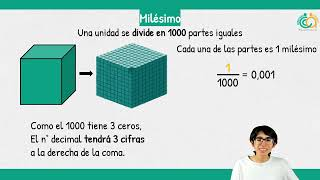 Milésimo
Una unidad se divide en 1000 partes iguales
Cada una de las partes es 1 milésimo
1
1000
= 0,001
Como el 1000 tiene 3 ceros,
El n° decimal tendrá 3 cifras
a la derecha de la coma.